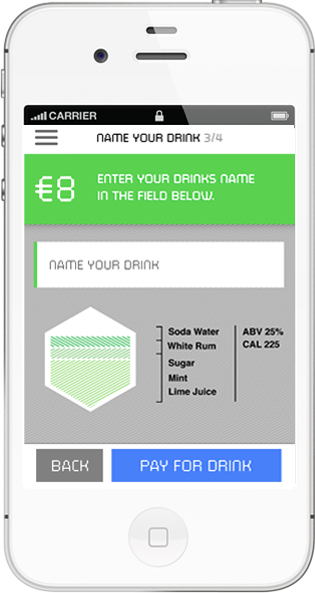 CARRIER
NAME YOUR DRINK 3/4
€8
ENTER YOUR DRINKS NAME
IN THE FIELD BELOW.
NAME YOUR DRINK
Soda Water
White Rum
Sugar
Mint
Lime Juice
ABV 25%
CAL 225
BACK
PAY FOR DRINK